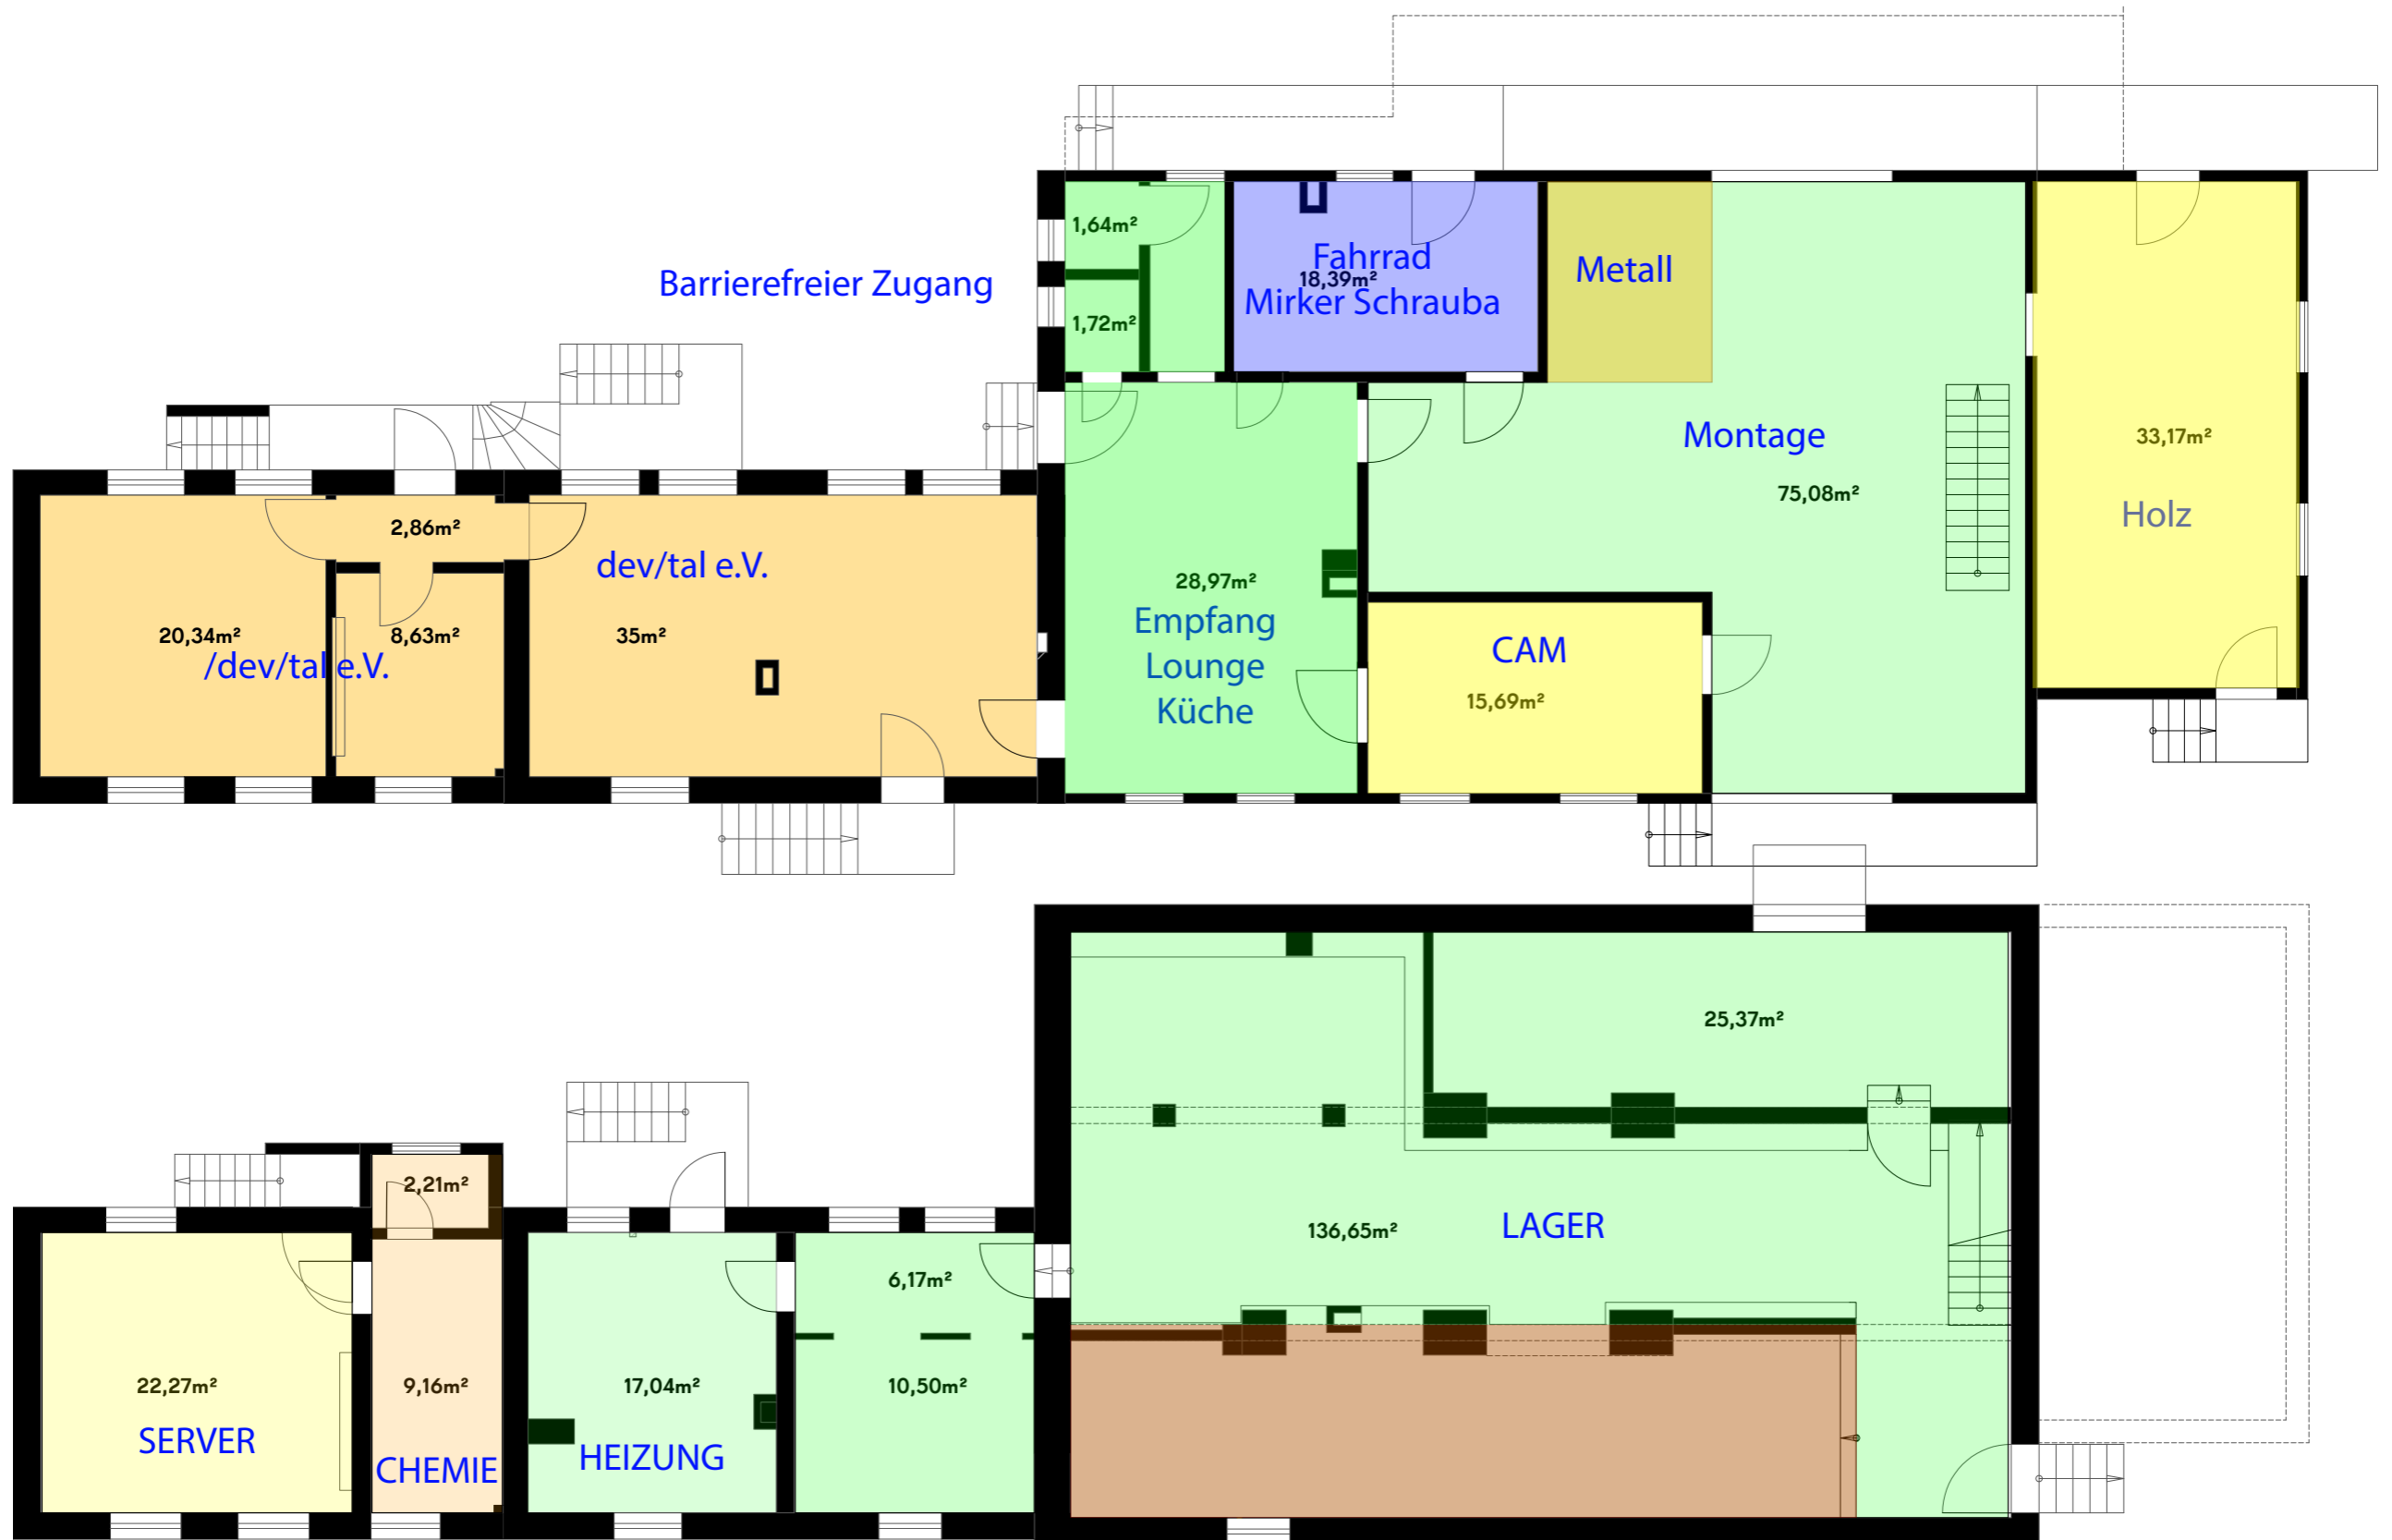 1,64m²
Fahrrad
18,39m²
Mirker Schrauba
Metall
Barrierefreier Zugang
1,72m²
Montage
75,08m²
33,17m²
Holz
2,86m²
dev/tal e.V.
20,34m²
8,63m²
35m²
/dev/tal e.V.
28,97m²
Empfang
Lounge
Küche
CAM
15,69m²
25,37m²
2,21m²
136,65m²
LAGER
6,17m²
22,27m²
9,16m²
17,04m²
10,50m²
SERVER
CHEMIE
HEIZUNG